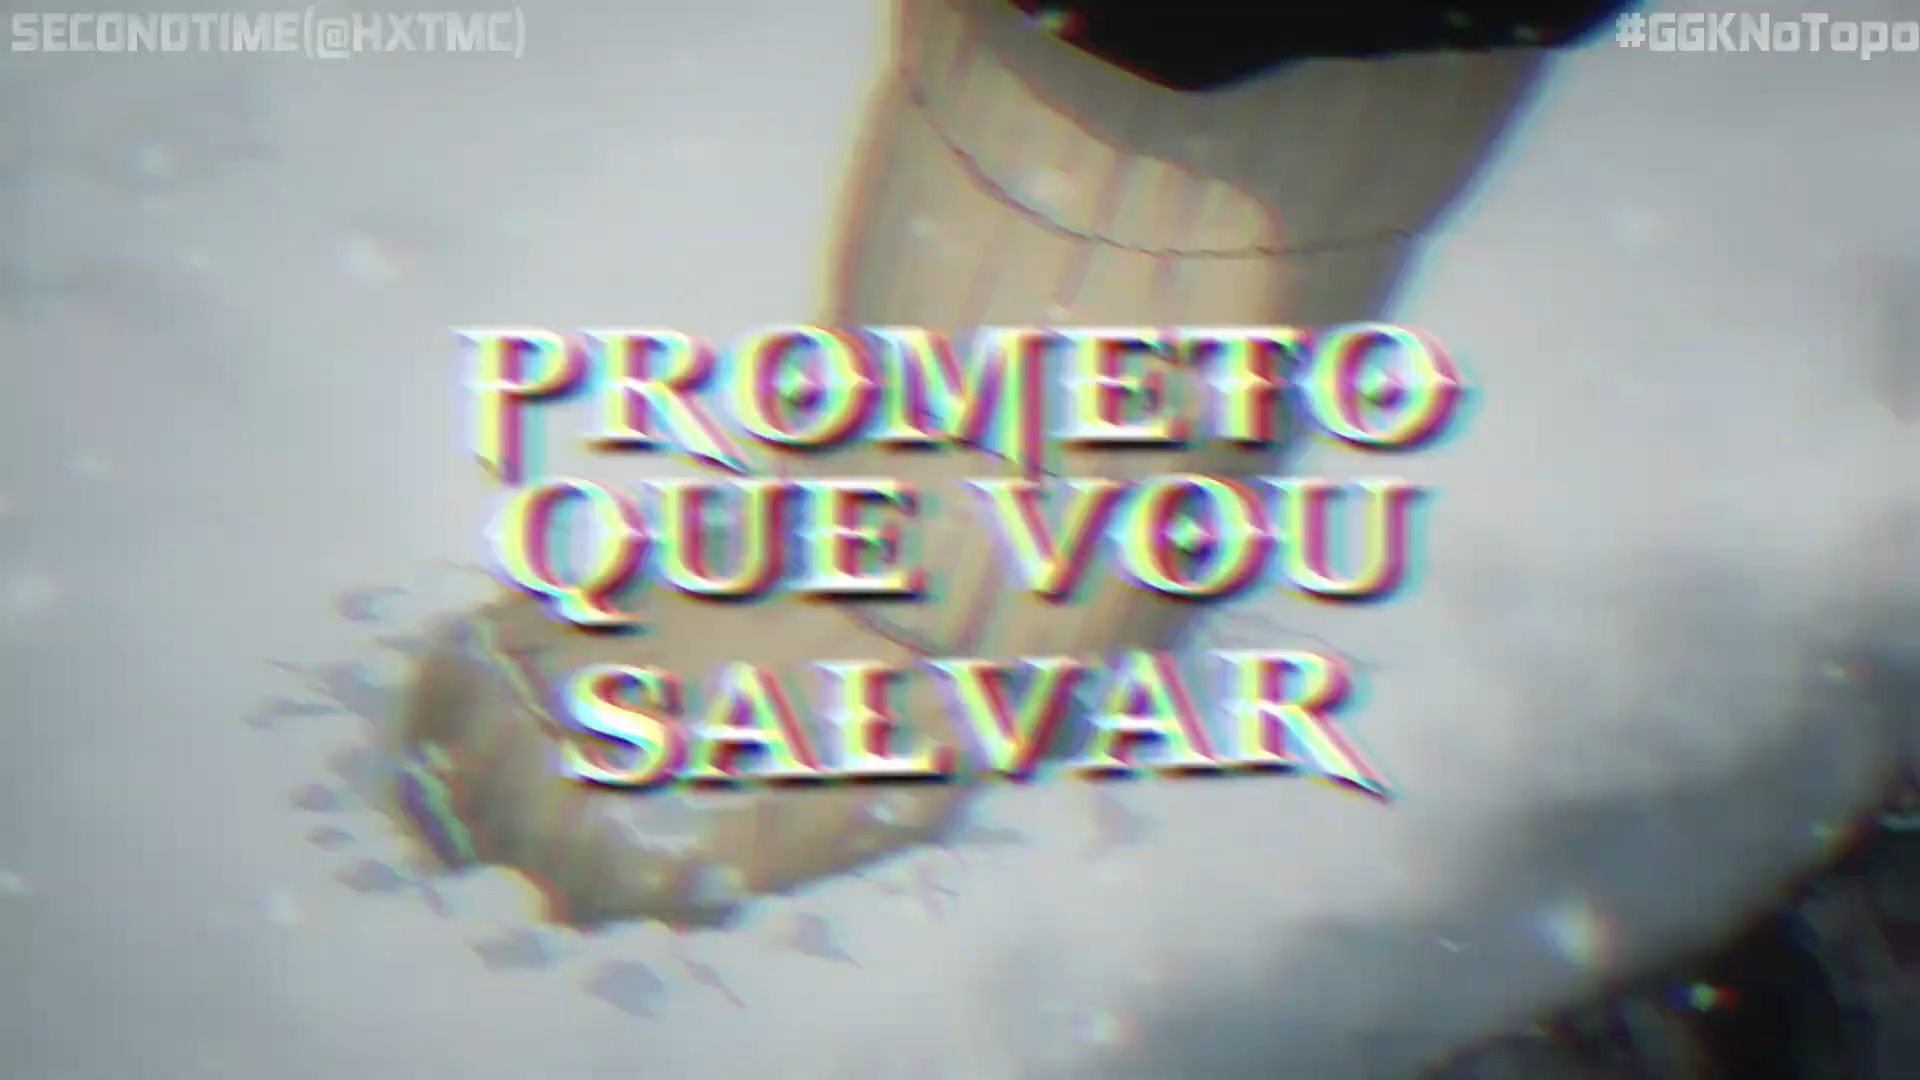 SECONDTIME(@HXTMC)
#GGKNoTopo
PROMETO
QUE VOU
SALVAR